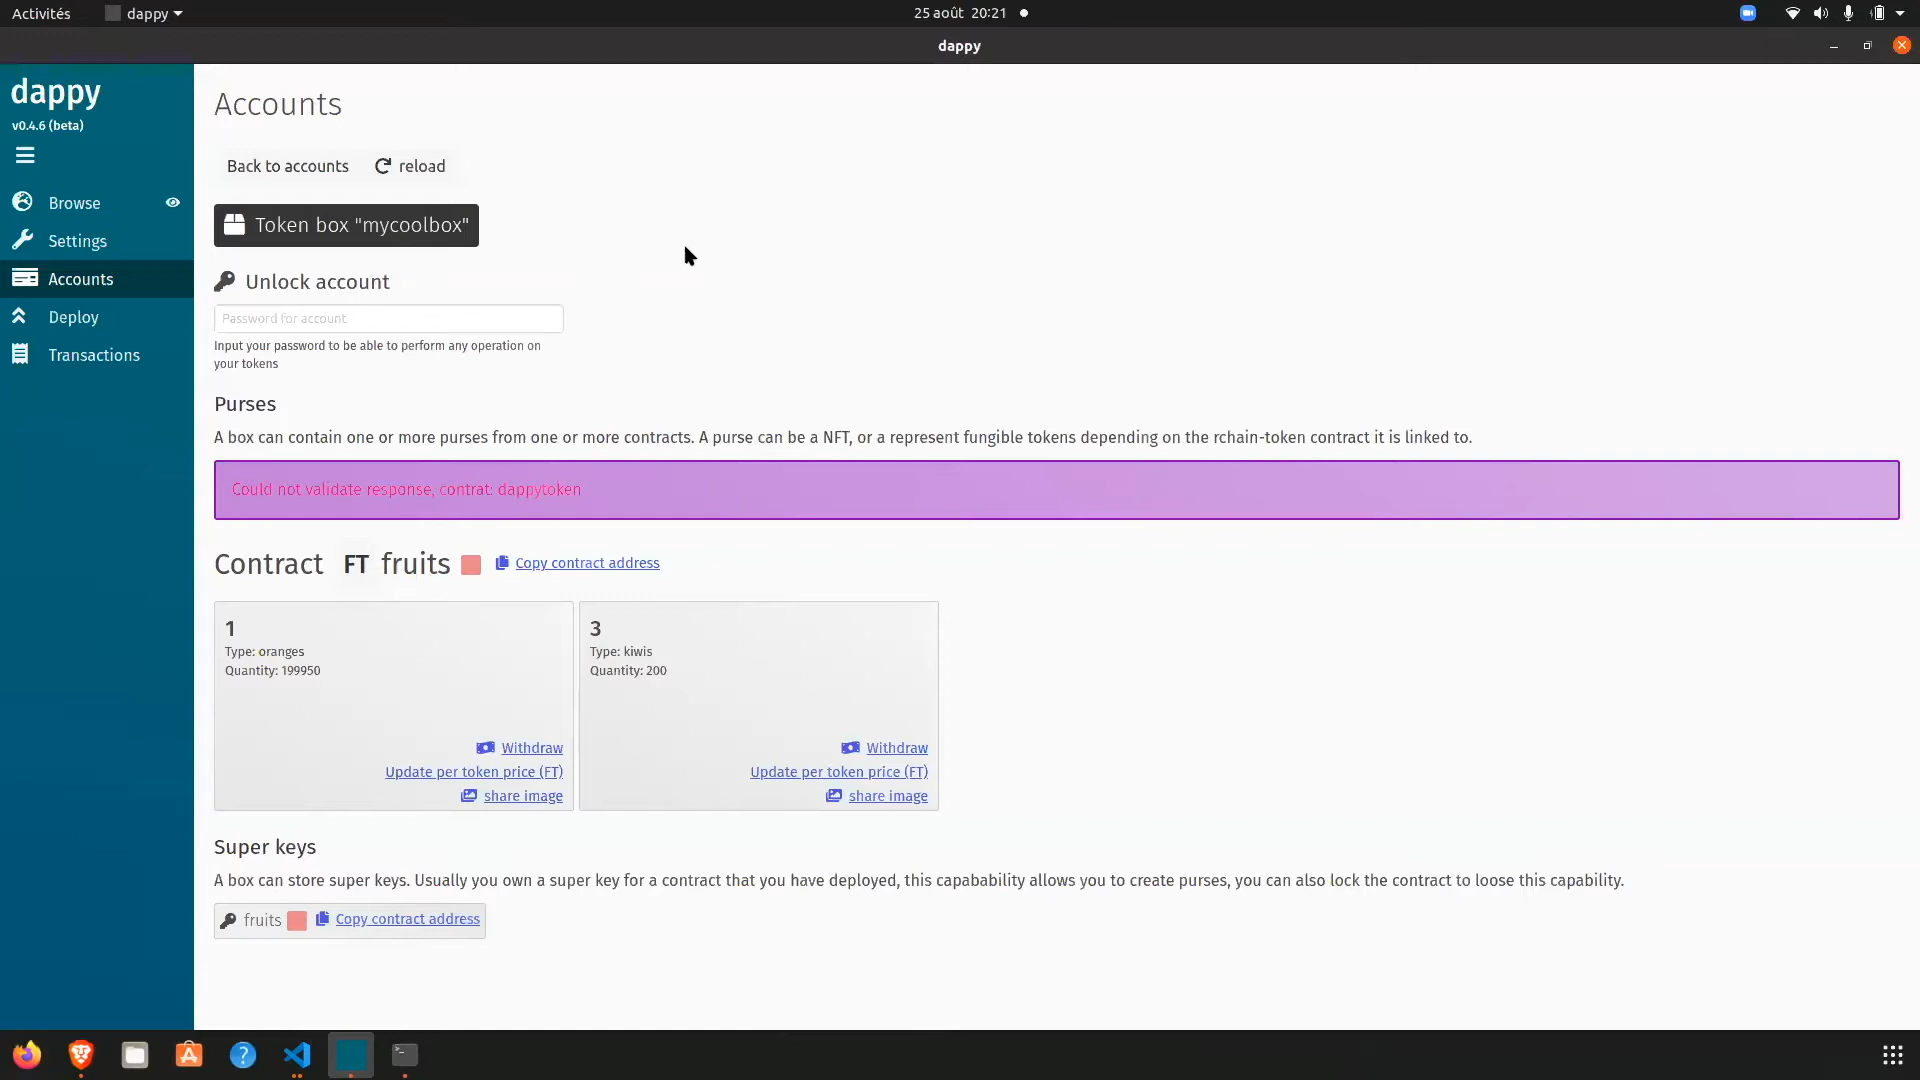 Activités
dappy
25 août 20:21
dappy
dappy
v0.4.6 (beta)
Browse
Settings
Accounts
Deploy
Transactions
Accounts
Back to accounts
reload
Token box "mycoolbox"
Unlock account
Password for account
Input your password to be able to perform any operation on
your tokens
Purses
A box can contain one or more purses from one or more contracts. A purse can be a NFT, or a represent fungible tokens depending on the rchain-token contract it is linked to.
Could not validate response, contrat: dappytoken
Contract FT fruits Copy contract address
1
Type: oranges
Quantity: 199950
Withdraw
Update per token price (FT)
share image
3
Type: kiwis
Quantity: 200
Withdraw
Update per token price (FT)
share image
Super keys
A box can store super keys. Usually you own a super key for a contract that you have deployed, this capabability allows you to create purses, you can also lock the contract to loose this capability.
fruits Copy contract address